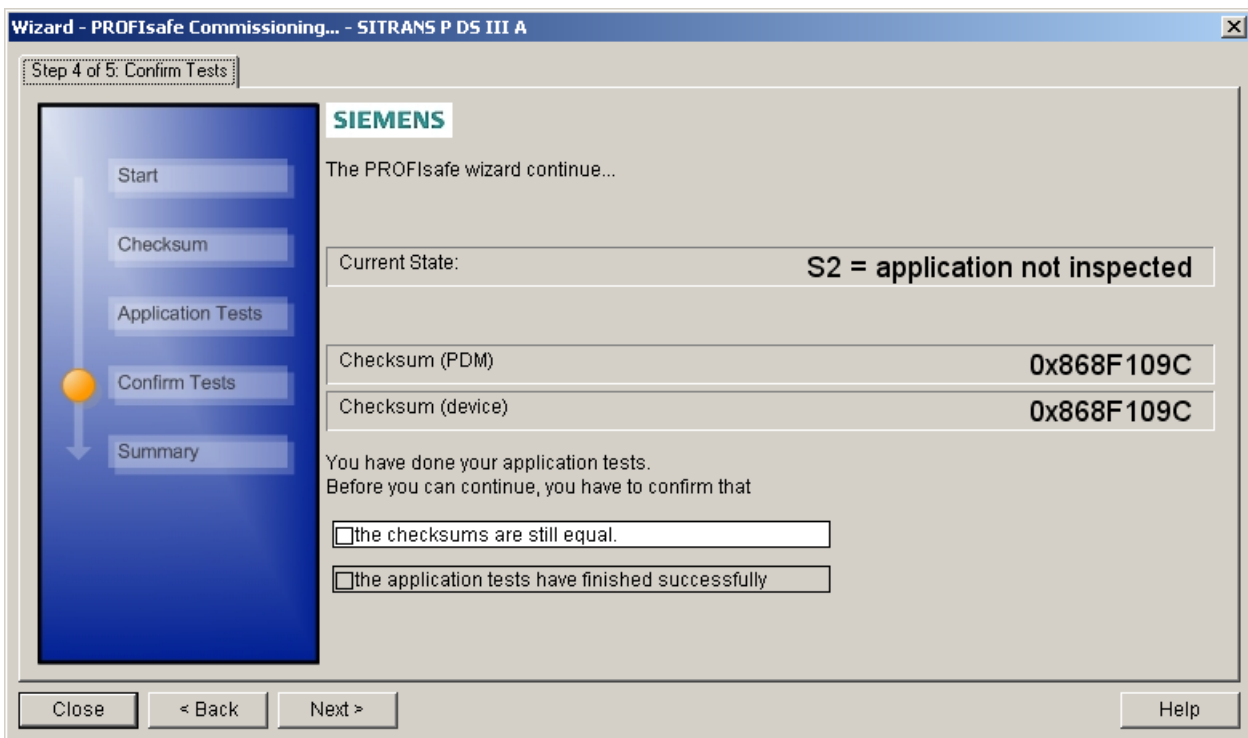 Wizard - PROFIsafe Commissioning... - SITRANS P DS III A
Step 4 of 5: Confirm Tests
Start
Checksum
Application Tests
Confirm Tests
Summary
SIEMENS
The PROFIsafe wizard continue...
Current State: S2 = application not inspected
Checksum (PDM) 0x868F109C
Checksum (device) 0x868F109C
You have done your application tests.
Before you can continue, you have to confirm that
the checksums are still equal.
the application tests have finished successfully
Close < Back Next > Help